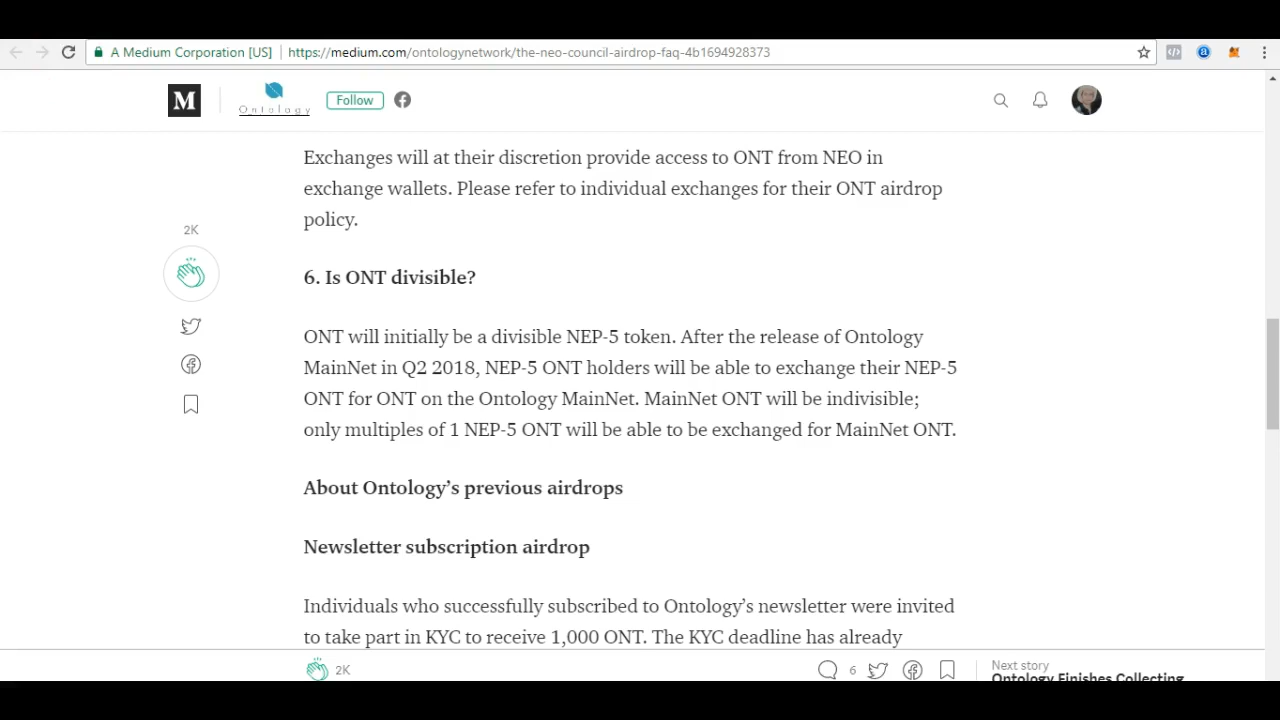 A Medium Corporation [US] https://medium.com/ontologynetwork/the-neo-council-airdrop-faq-4b1694928373
M Ontology Follow
Exchanges will at their discretion provide access to ONT from NEO in
exchange wallets. Please refer to individual exchanges for their ONT airdrop
policy.
2K
6. Is ONT divisible?
ONT will initially be a divisible NEP-5 token. After the release of Ontology
MainNet in Q2 2018, NEP-5 ONT holders will be able to exchange their NEP-5
ONT for ONT on the Ontology MainNet. MainNet ONT will be indivisible;
only multiples of 1 NEP-5 ONT will be able to be exchanged for MainNet ONT.
About Ontology’s previous airdrops
Newsletter subscription airdrop
Individuals who successfully subscribed to Ontology’s newsletter were invited
to take part in KYC to receive 1,000 ONT. The KYC deadline has already
2K 6 Next story
Ontology Finishes Collecting